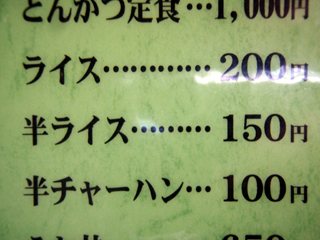 とんかつ定食…1,000円
ライス………… 200円
半ライス……… 150円
半チャーハン… 100円